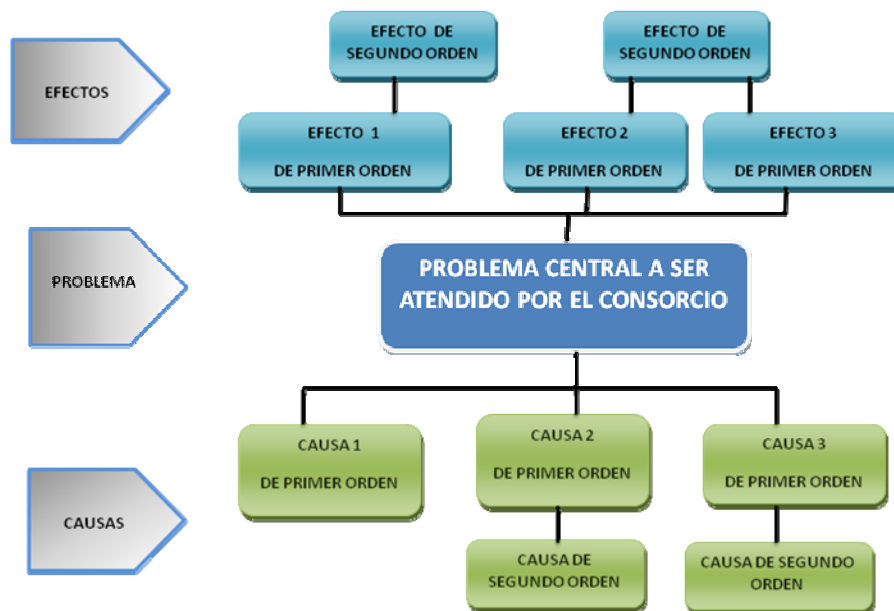 EFECTO DE
SEGUNDO ORDEN
EFECTO DE
SEGUNDO ORDEN
EFECTOS
EFECTO 1
DE PRIMER ORDEN
EFECTO 2
DE PRIMER ORDEN
EFECTO 3
DE PRIMER ORDEN
PROBLEMA
PROBLEMA CENTRAL A SER
ATENDIDO POR EL CONSORCIO
CAUSAS
CAUSA 1
DE PRIMER ORDEN
CAUSA 2
DE PRIMER ORDEN
CAUSA 3
DE PRIMER ORDEN
CAUSA DE
SEGUNDO ORDEN
CAUSA DE SEGUNDO
ORDEN